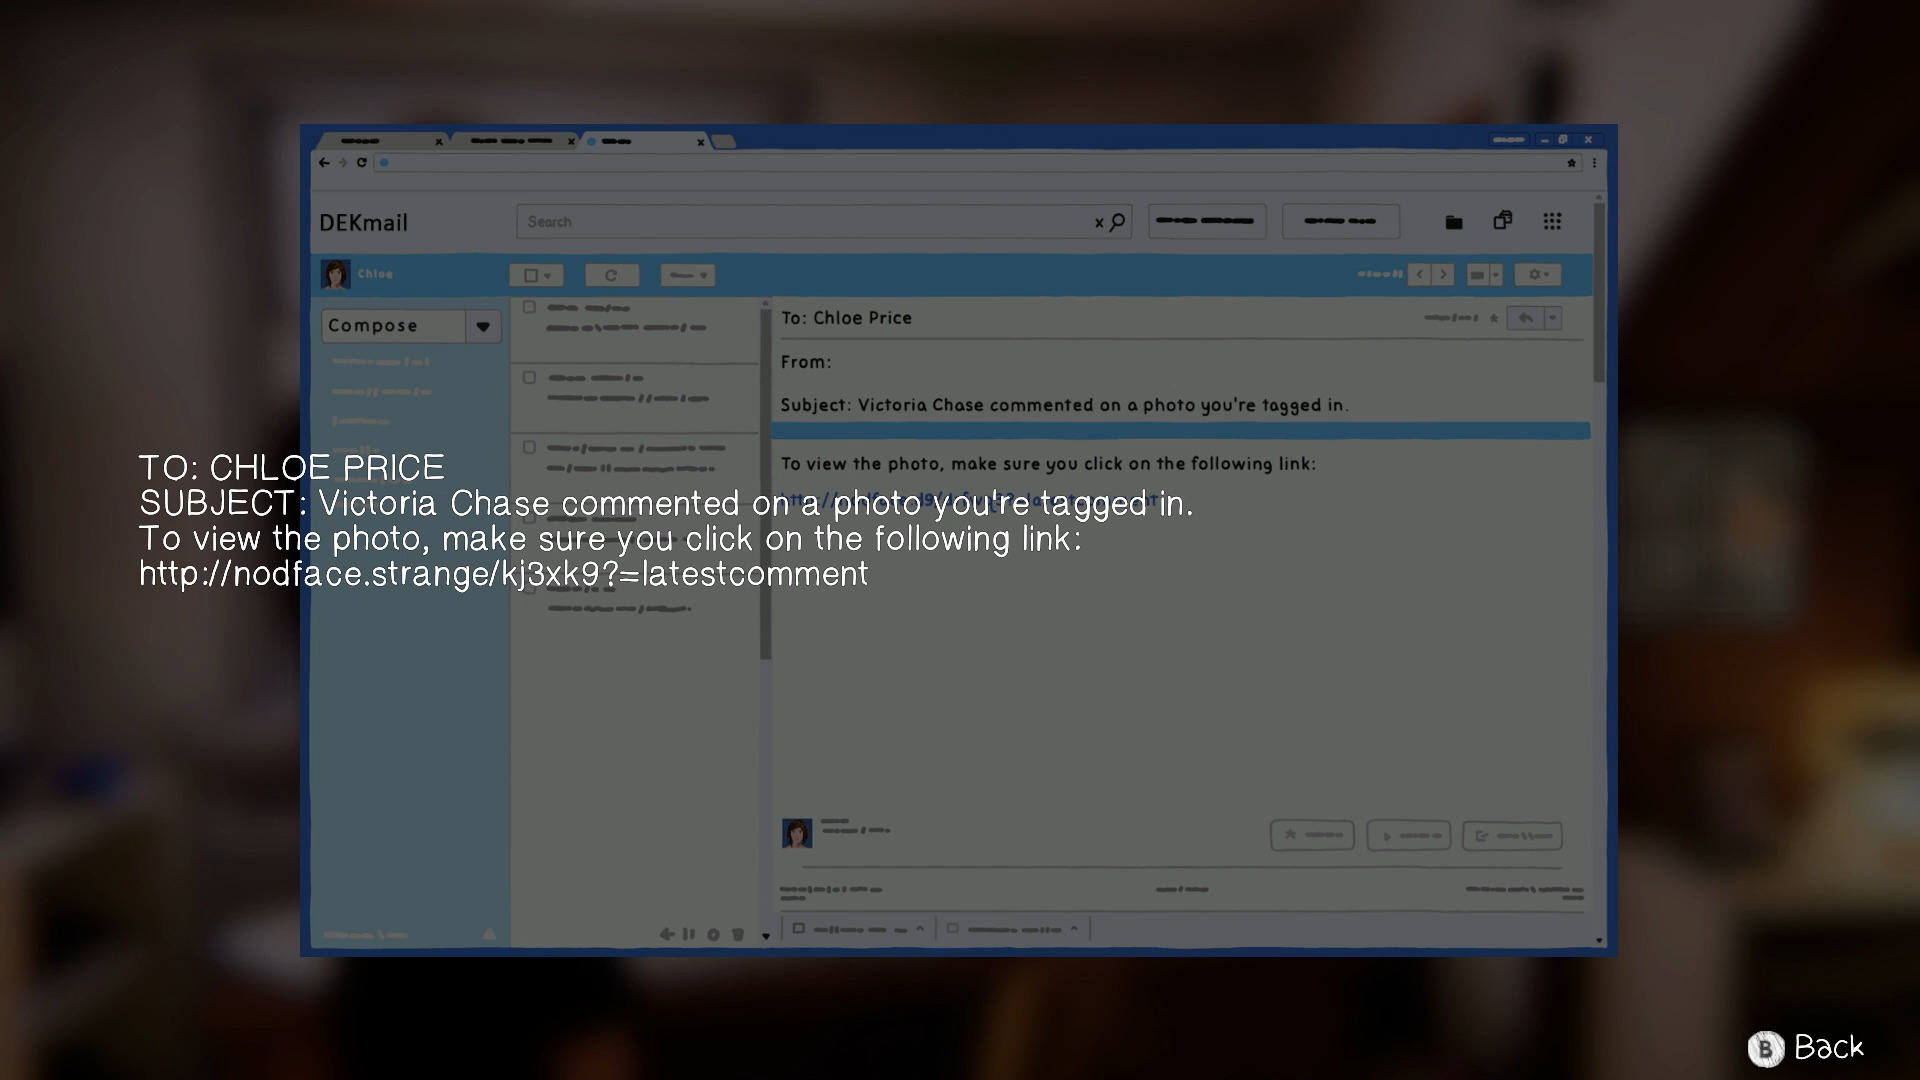 DEKmail
Search
Chloe
Compose
To: Chloe Price
From:
Subject: Victoria Chase commented on a photo you're tagged in.
To view the photo, make sure you click on the following link:
TO: CHLOE PRICE
SUBJECT: Victoria Chase commented on a photo you're tagged in.
To view the photo, make sure you click on the following link:
http://nodface.strange/kj3xk9?=latestcomment
B Back